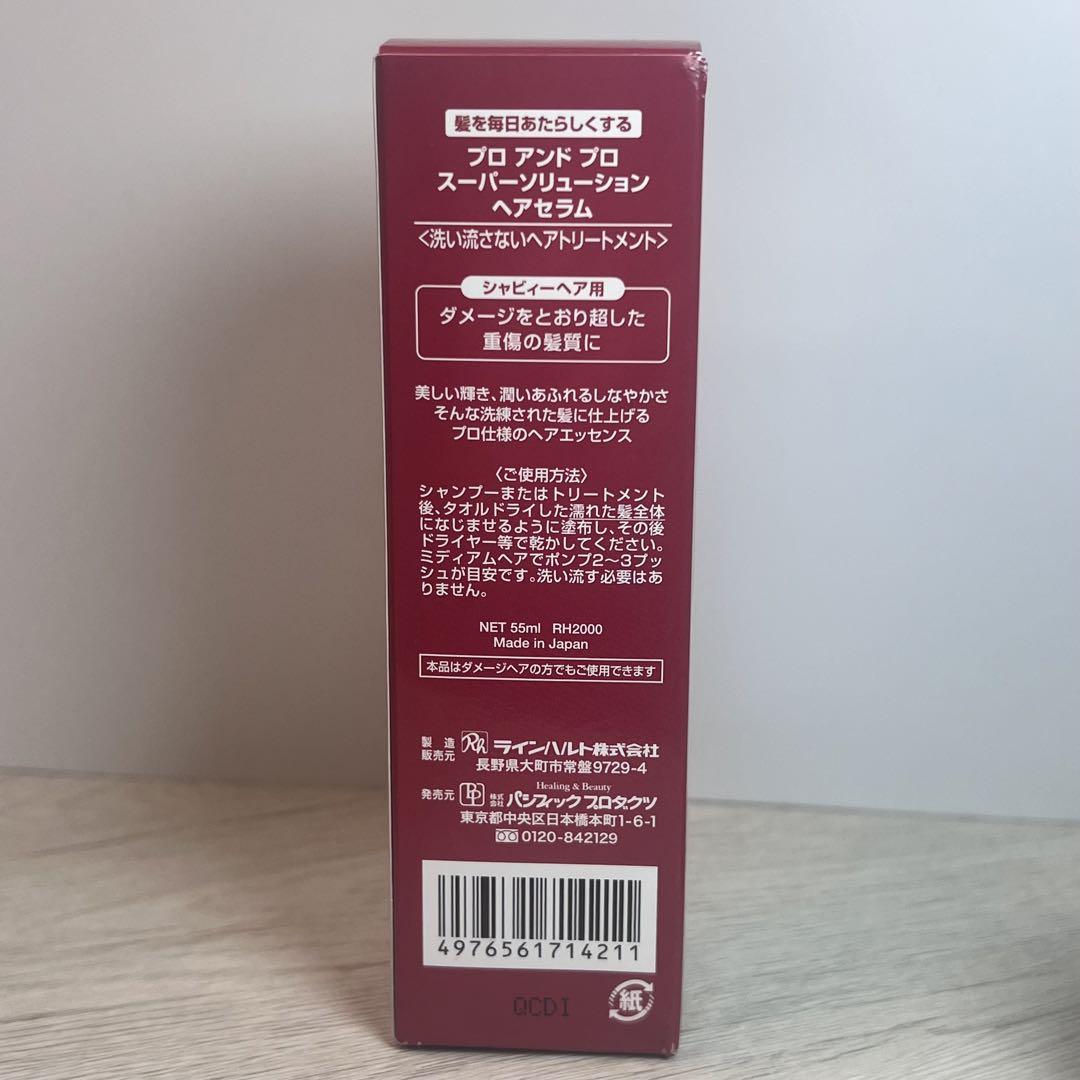 髪を毎日あたらしくする
プロ アンド プロ
スーパーソリューション
ヘアセラム
〈洗い流さないヘアトリートメント〉
シャビィーヘア用
ダメージをとおり超した
重傷の髪質に
美しい輝き、潤いあふれるしなやかさ
そんな洗練された髪に仕上げる
プロ仕様のヘアエッセンス
〈ご使用方法〉
シャンプーまたはトリートメント
後、タオルドライした濡れた髪全体
になじませるように塗布し、その後
ドライヤー等で乾かしてください。
ミディアムヘアでポンプ2〜3プッ
シュが目安です。洗い流す必要はあ
りません。
NET 55ml RH2000
Made in Japan
本品はダメージヘアの方でもご使用できます
製造販売元 Rh ラインハルト株式会社
長野県大町市常盤9729-4
Healing & Beauty
発売元 PP 株式会社 パシフィックプロダクツ
東京都中央区日本橋本町1-6-1
0120-842129
4976561714211
QCDI
紙